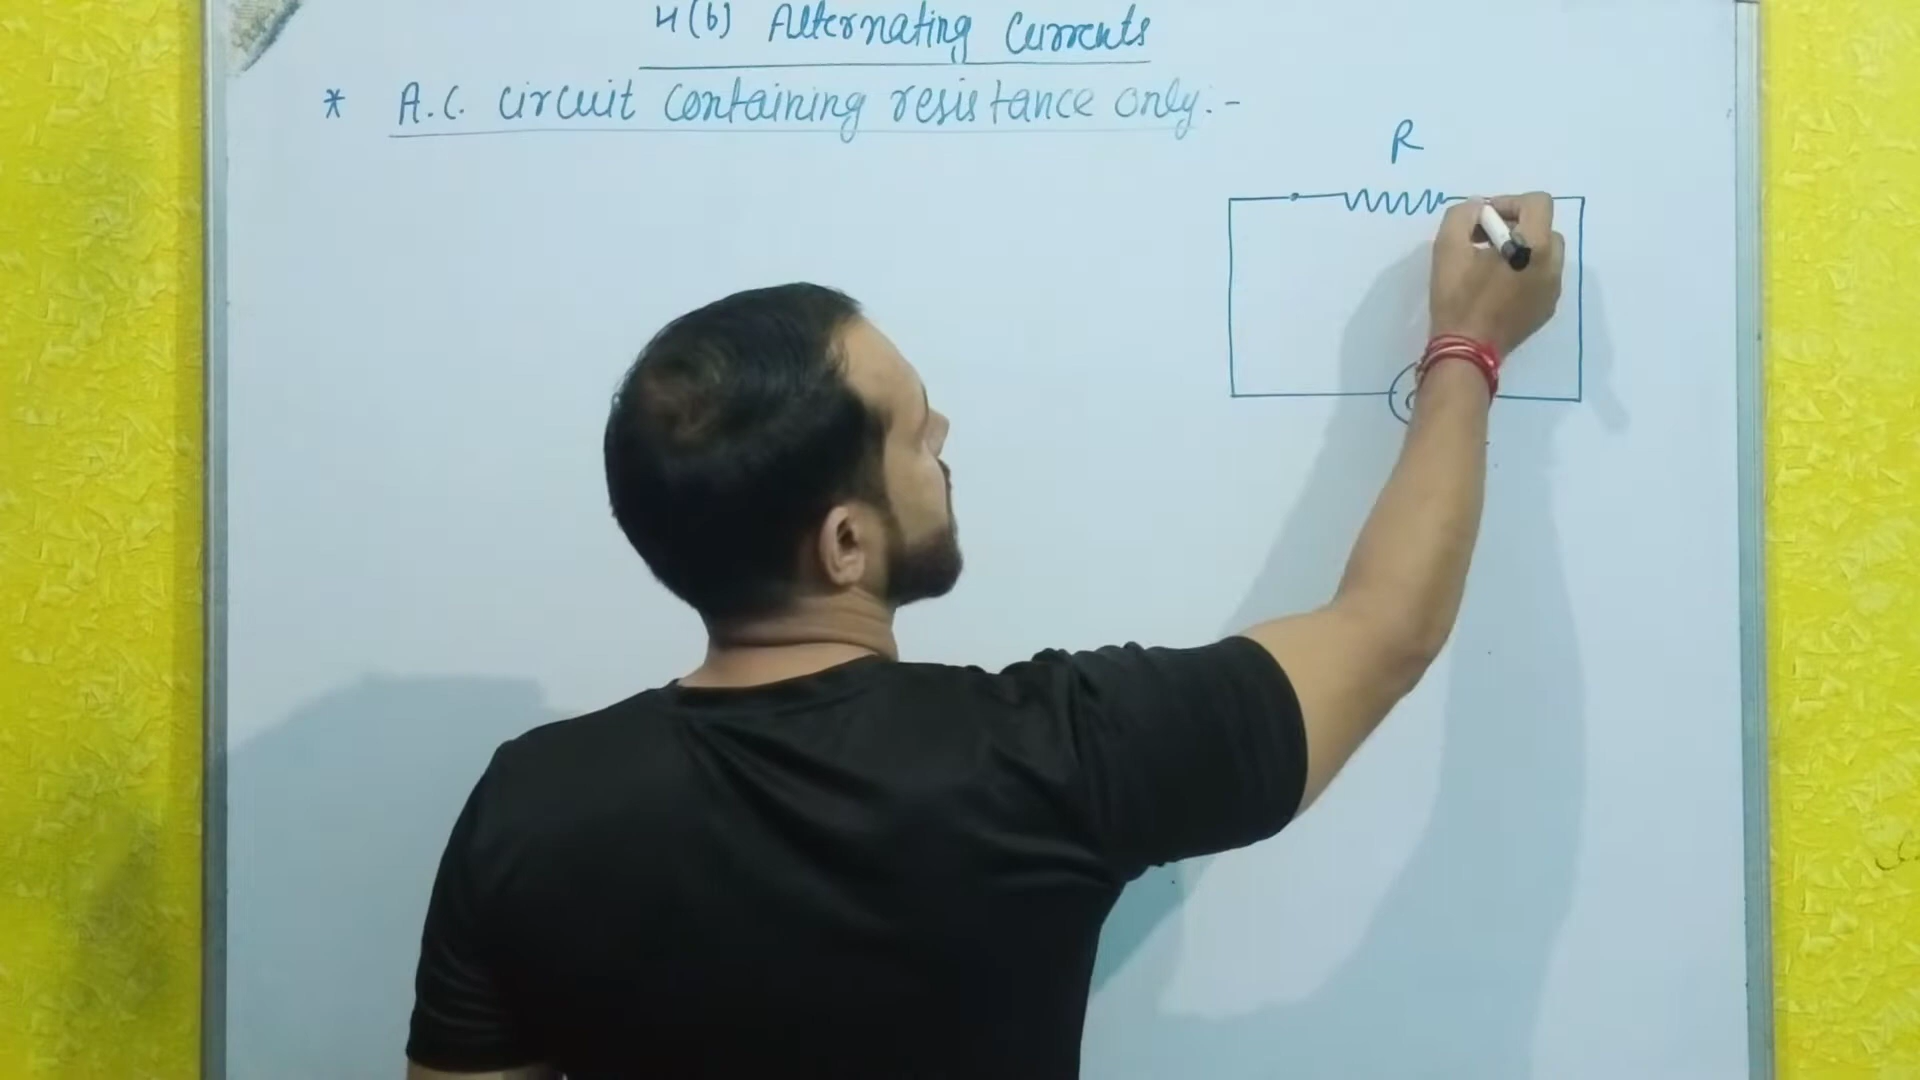 4(b) Alternating Currents
* A.C. circuit containing resistance only:-
R